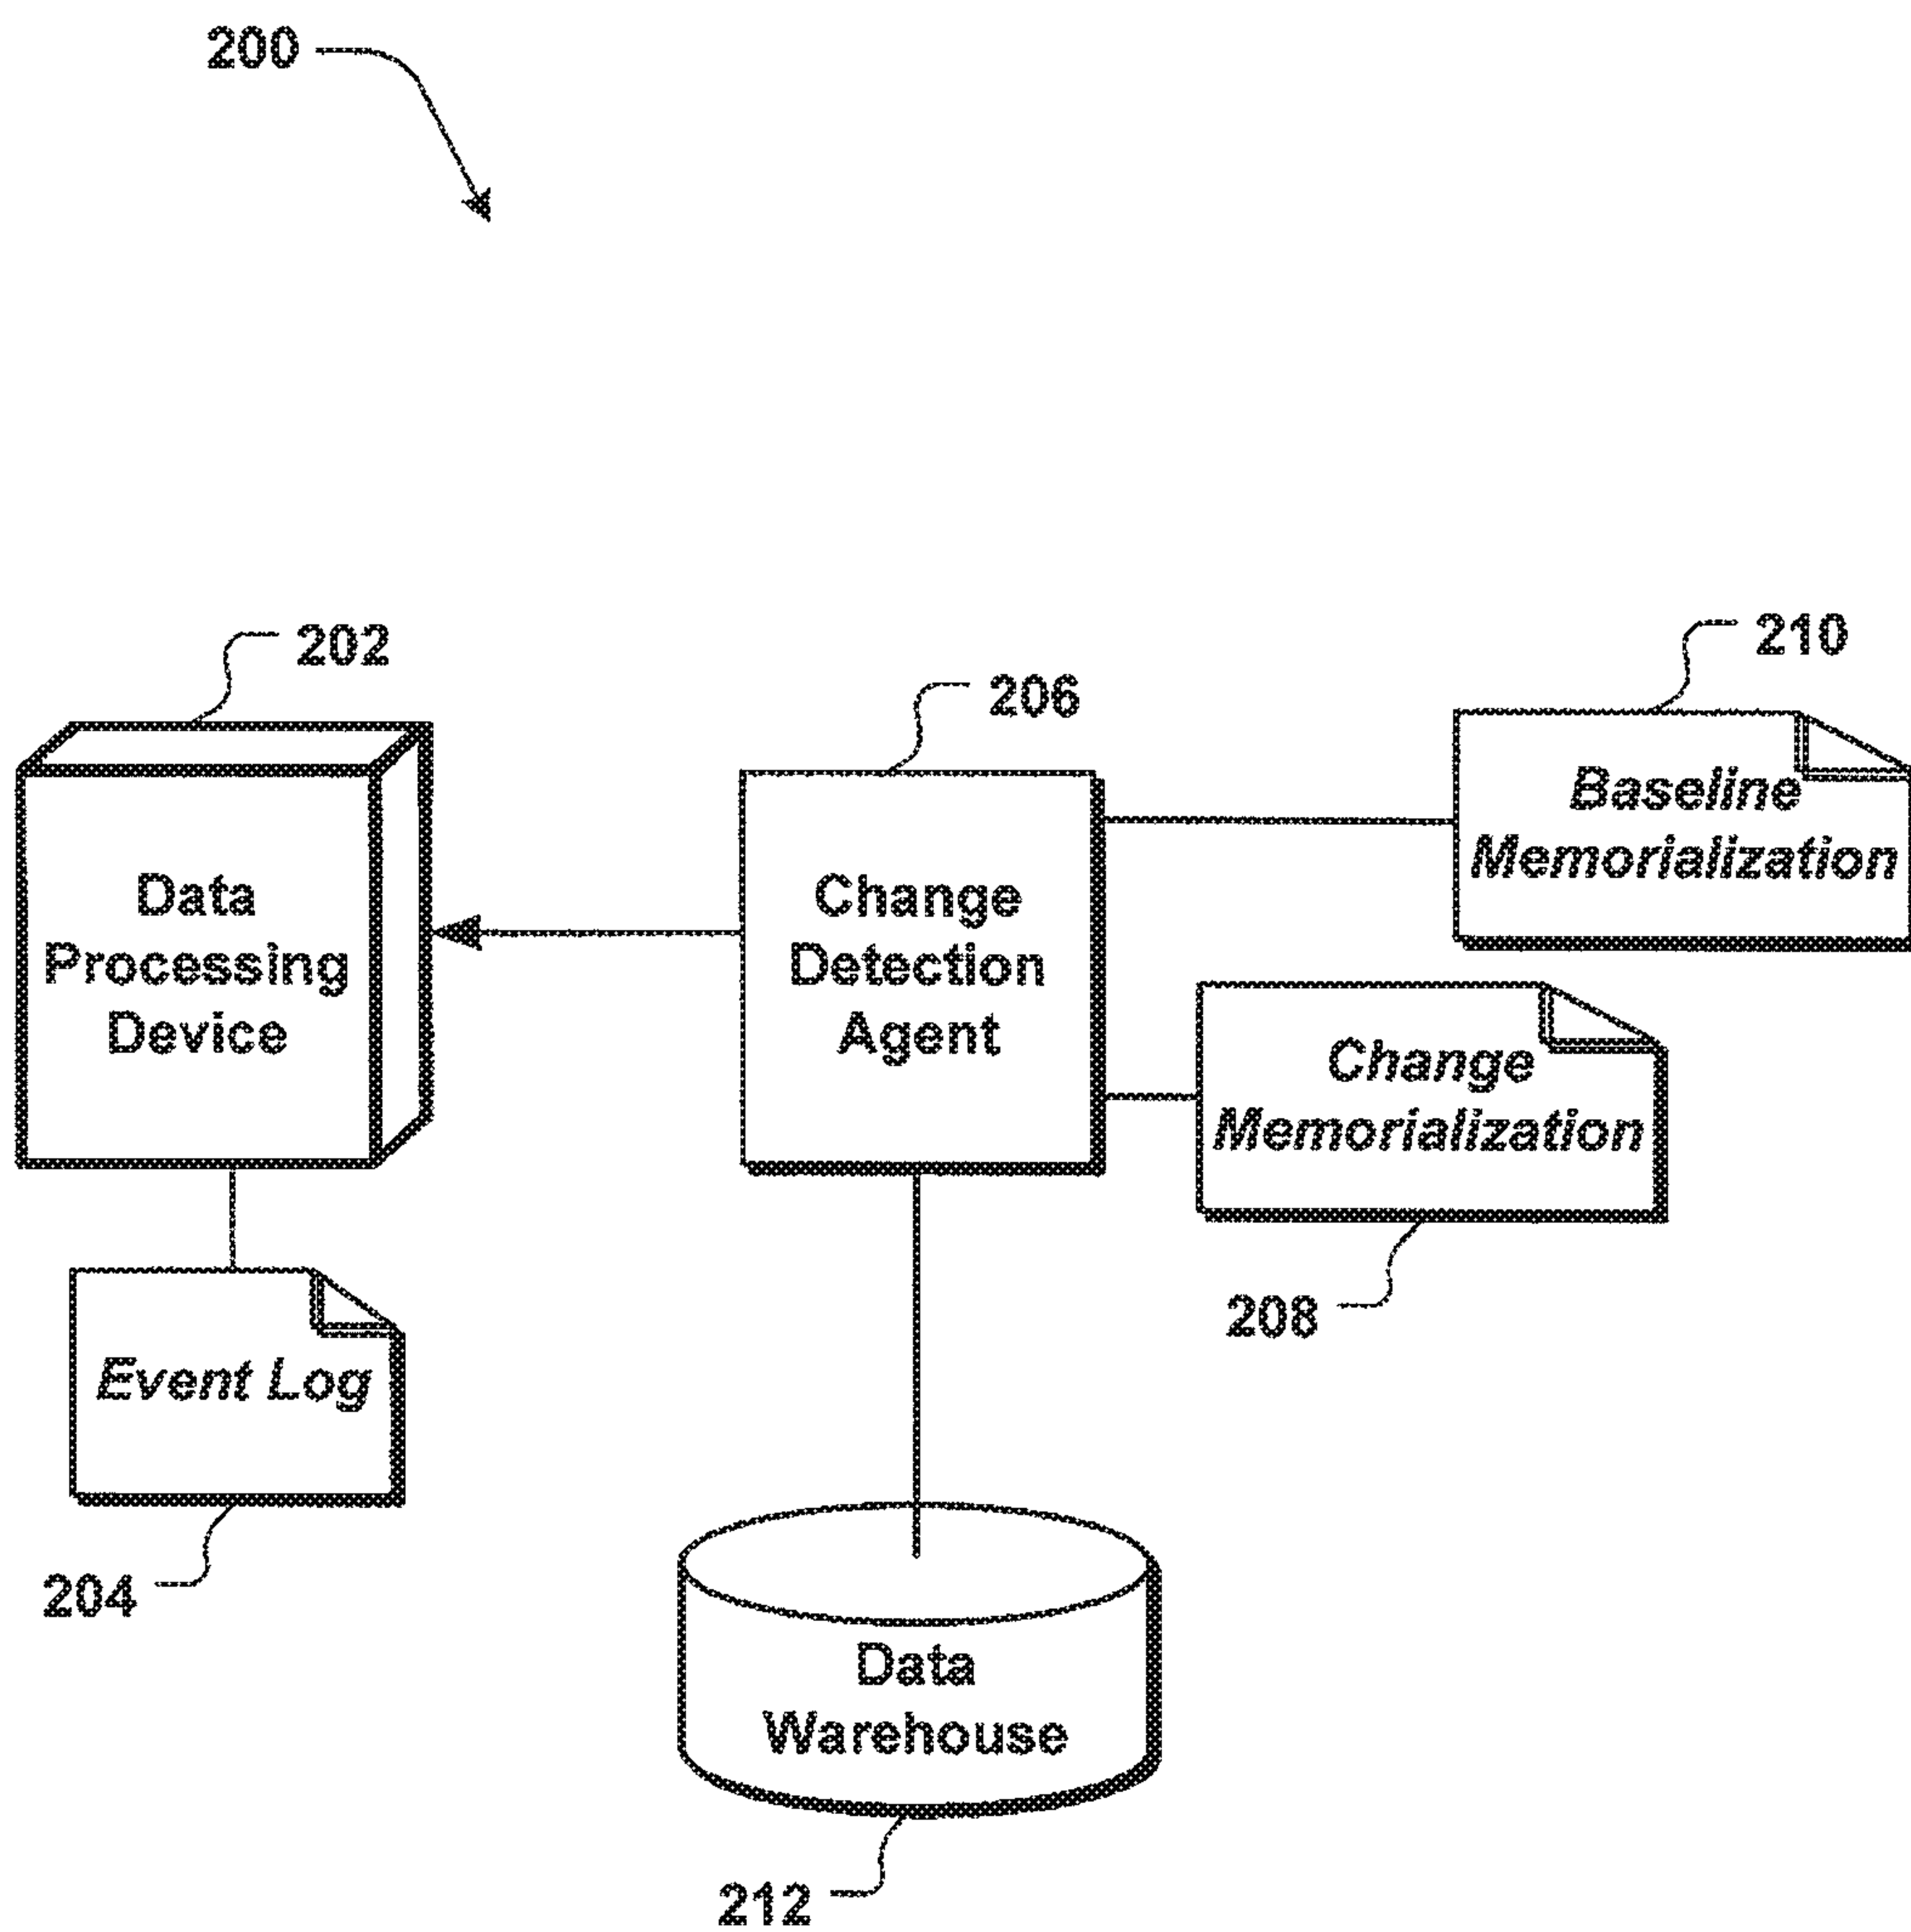 200
202
206
210
Data
Processing
Device
Change
Detection
Agent
Baseline
Memorialization
Change
Memorialization
208
Event Log
204
Data
Warehouse
212